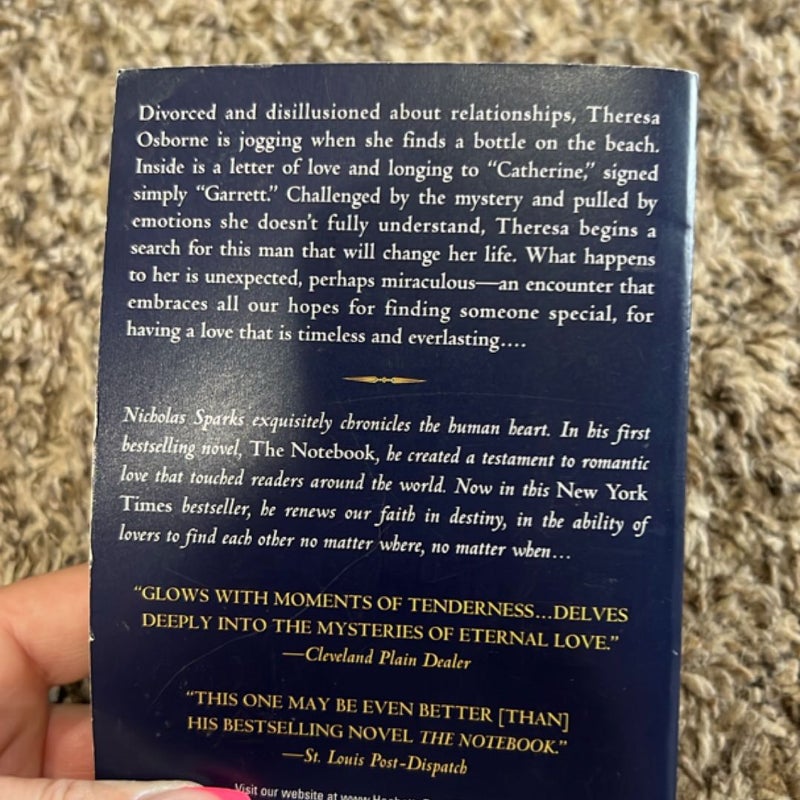 Divorced and disillusioned about relationships, Theresa
Osborne is jogging when she finds a bottle on the beach.
Inside is a letter of love and longing to “Catherine,” signed
simply “Garrett.” Challenged by the mystery and pulled by
emotions she doesn’t fully understand, Theresa begins a
search for this man that will change her life. What happens
to her is unexpected, perhaps miraculous—an encounter that
embraces all our hopes for finding someone special, for
having a love that is timeless and everlasting....
Nicholas Sparks exquisitely chronicles the human heart. In his first
bestselling novel, The Notebook, he created a testament to romantic
love that touched readers around the world. Now in this New York
Times bestseller, he renews our faith in destiny, in the ability of
lovers to find each other no matter where, no matter when...
“GLOWS WITH MOMENTS OF TENDERNESS...DELVES
DEEPLY INTO THE MYSTERIES OF ETERNAL LOVE.”
—Cleveland Plain Dealer
“THIS ONE MAY BE EVEN BETTER [THAN]
HIS BESTSELLING NOVEL THE NOTEBOOK.”
—St. Louis Post-Dispatch
Visit our website at